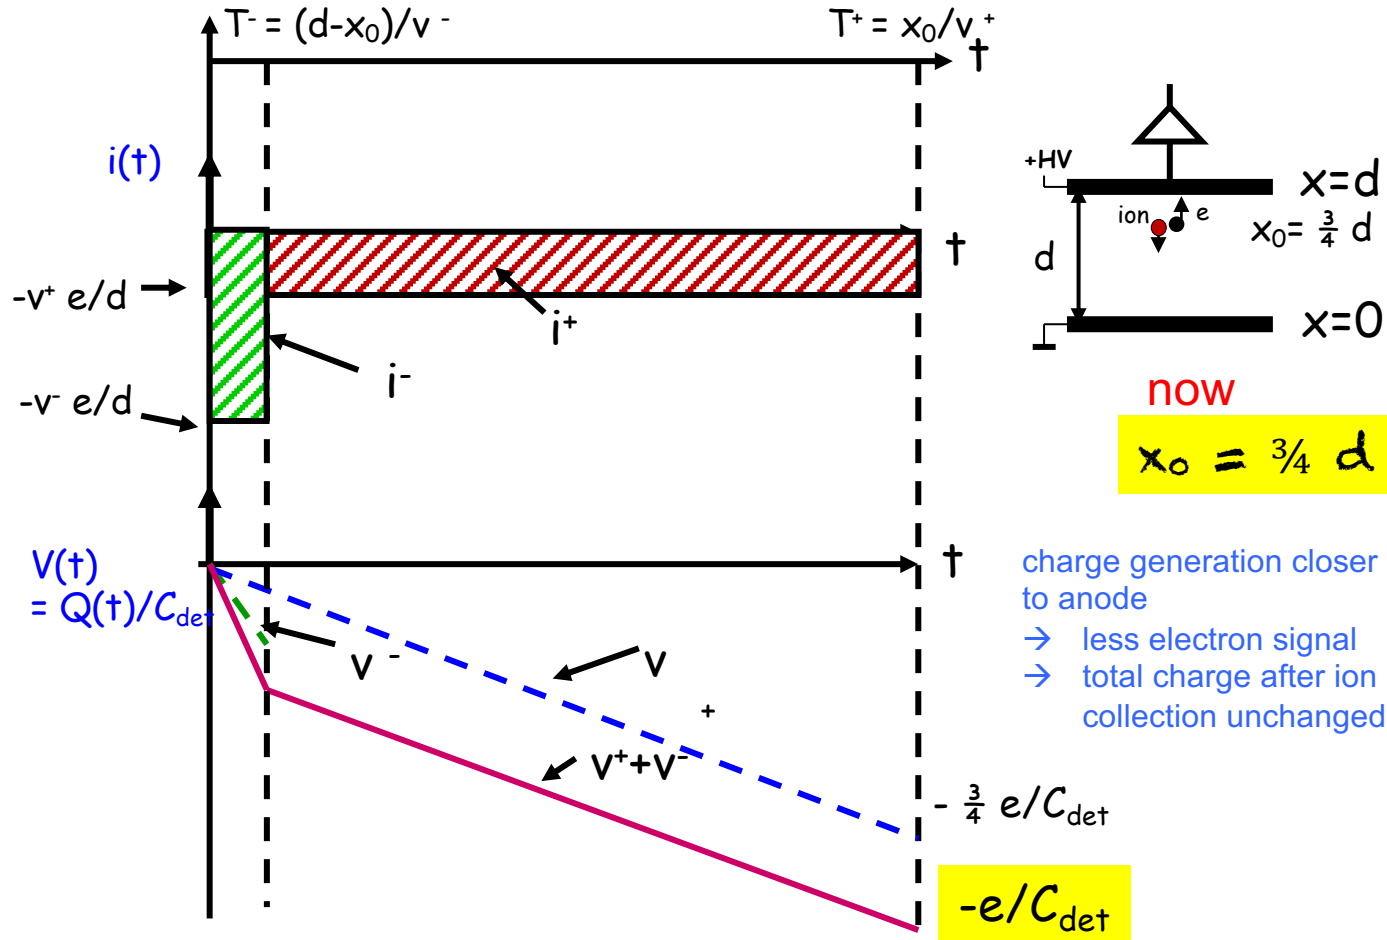 T⁻ = (d-x₀)/v⁻
T⁺ = x₀/v⁺
t
i(t)
+HV
x=d
ion
e
x₀= ¾ d
d
t
-v⁺ e/d
i⁺
x=0
i⁻
now
-v⁻ e/d
x₀ = ¾ d
V(t)
= Q(t)/C_det
t
charge generation closer
to anode
→ less electron signal
→ total charge after ion
collection unchanged
V⁻
V
+
V⁺+V⁻
- ¾ e/C_det
-e/C_det